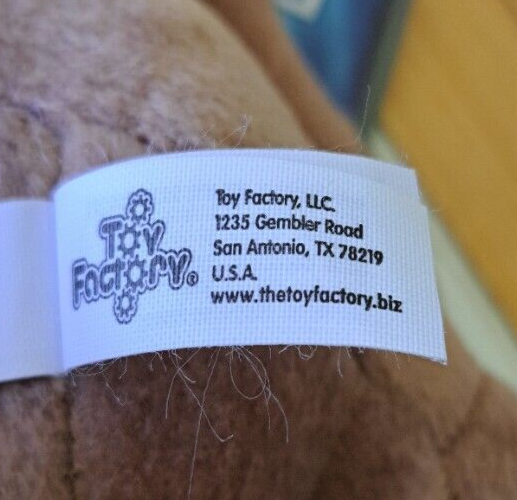 Toy
Factory®
Toy Factory, LLC.
1235 Gembler Road
San Antonio, TX 78219
U.S.A.
www.thetoyfactory.biz